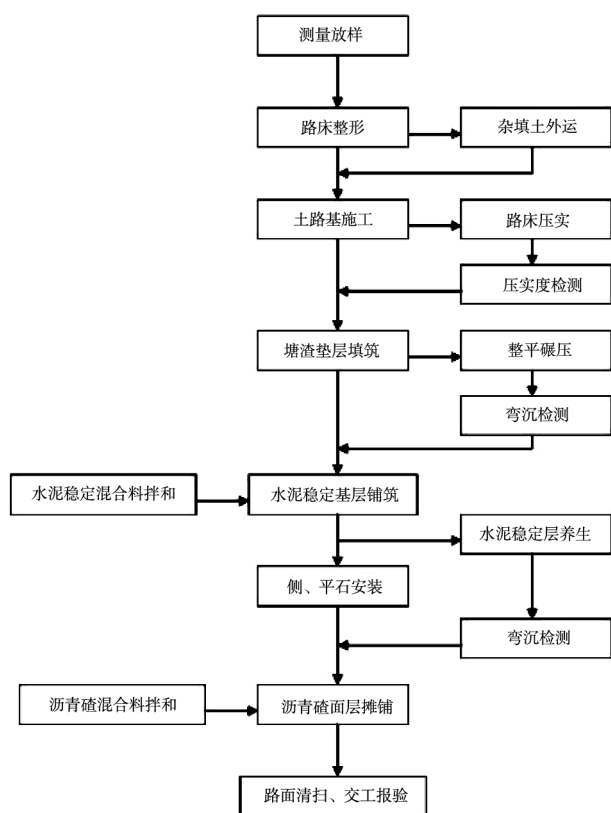 测量放样
路床整形
杂填土外运
土路基施工
路床压实
压实度检测
塘渣垫层填筑
整平碾压
弯沉检测
水泥稳定混合料拌和
水泥稳定基层铺筑
水泥稳定层养生
侧、平石安装
弯沉检测
沥青碴混合料拌和
沥青碴面层摊铺
路面清扫、交工报验